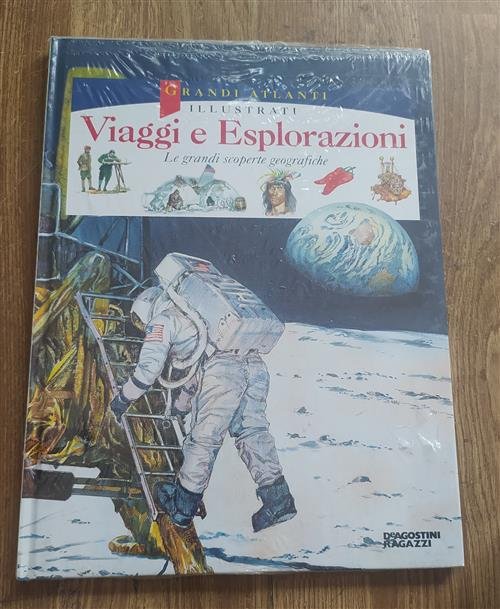 GRANDI ATLANTI
ILLUSTRATI
Viaggi e Esplorazioni
Le grandi scoperte geografiche
DEAGOSTINI
RAGAZZI